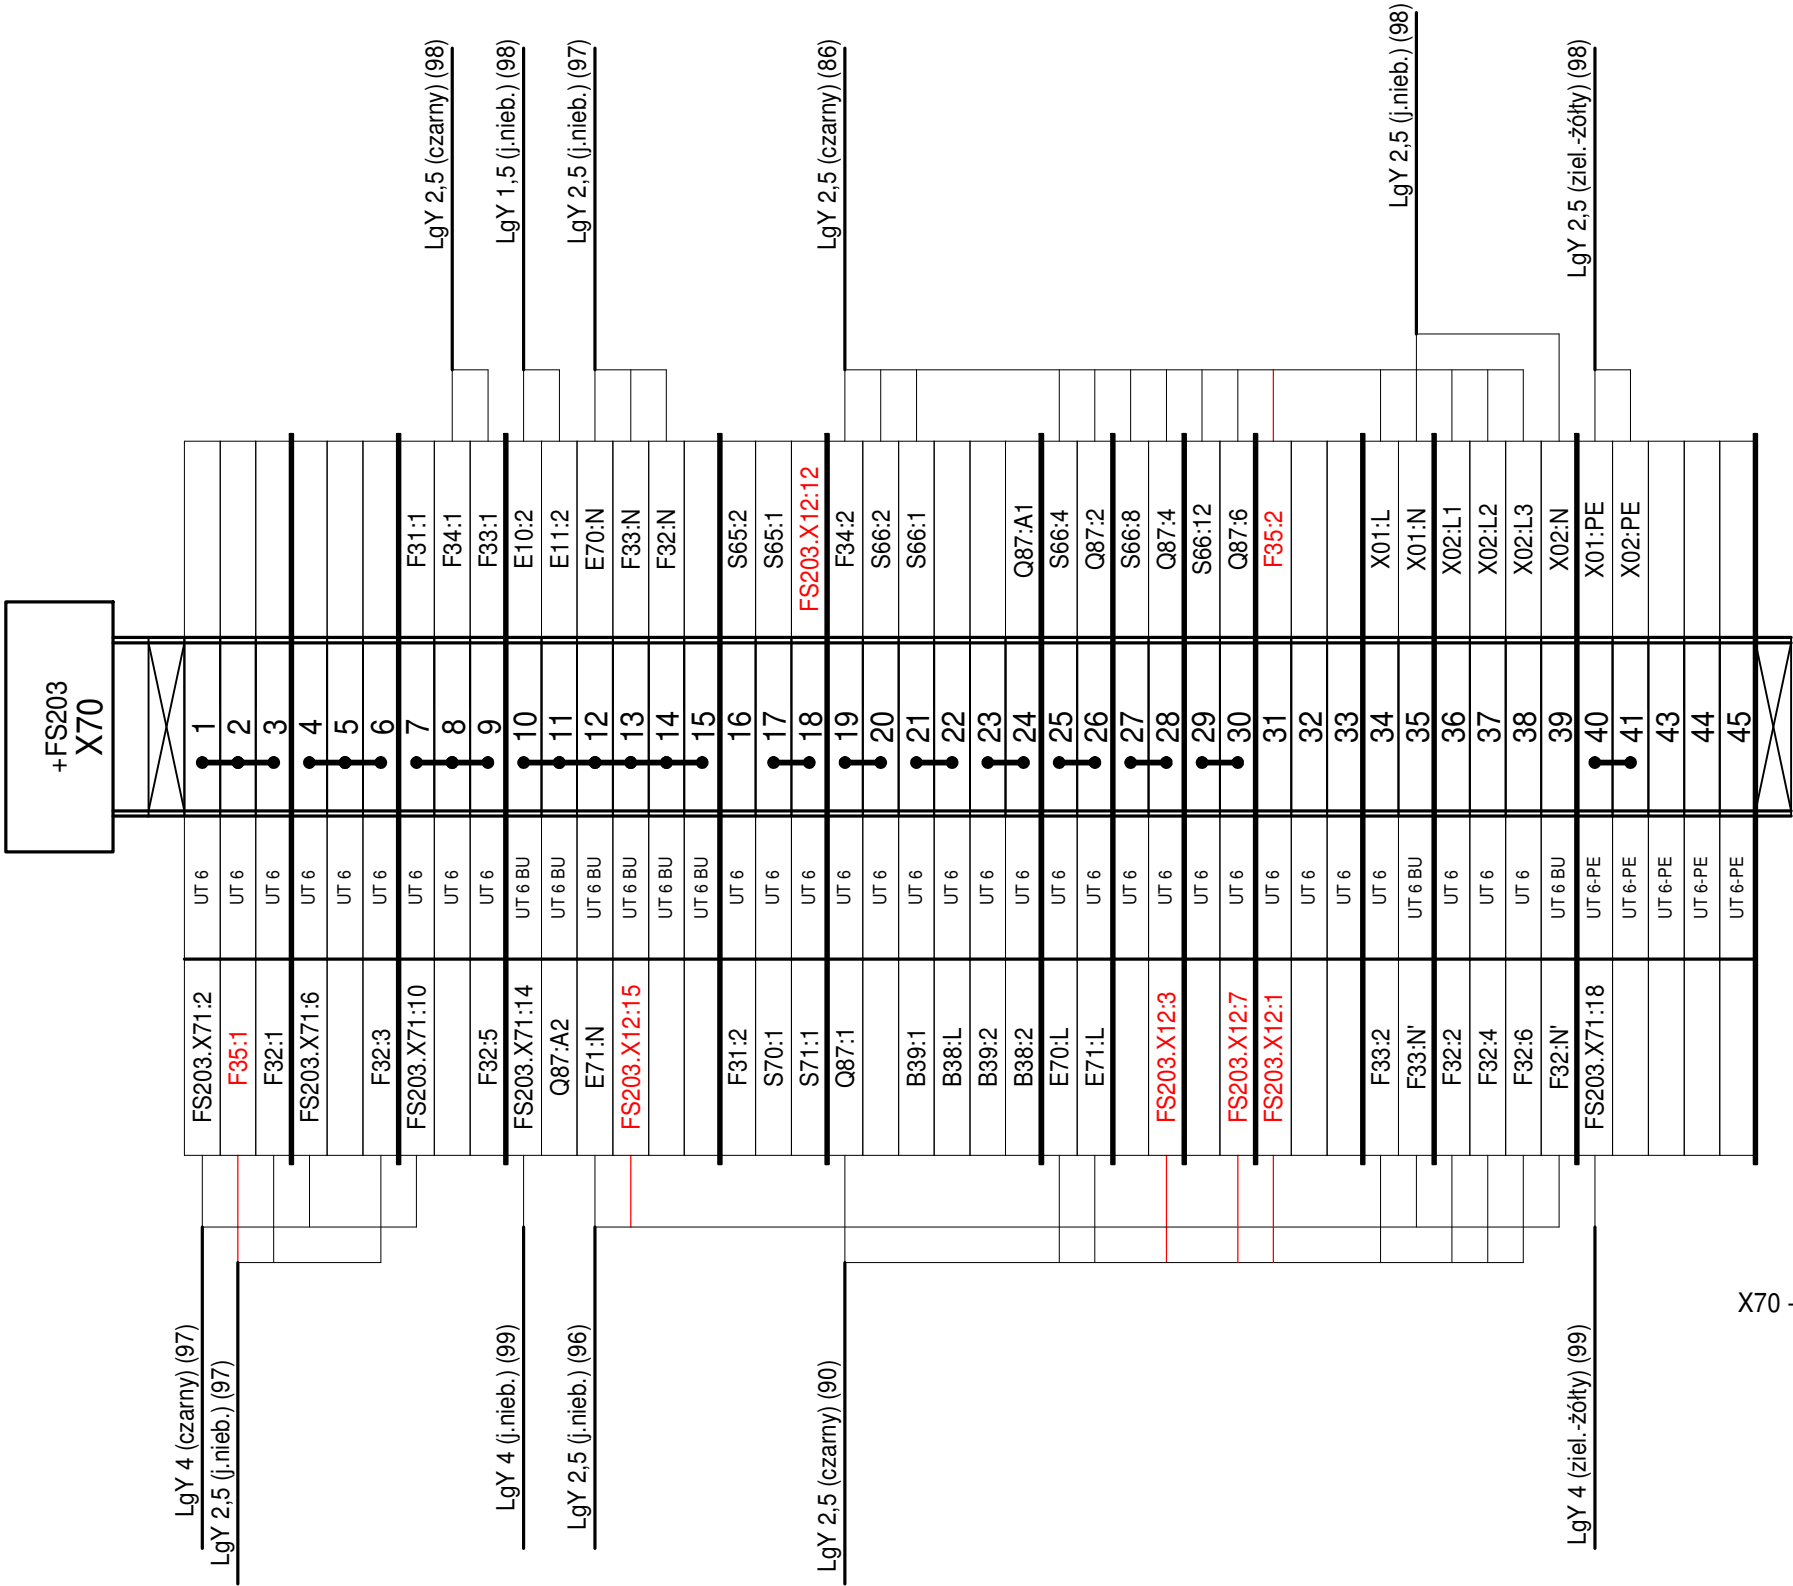 +FS203
X70
LgY 2,5 (czarny) (98)
LgY 1,5 (j.nieb.) (98)
LgY 2,5 (j.nieb.) (97)
LgY 2,5 (czarny) (86)
LgY 2,5 (j.nieb.) (98)
LgY 2,5 (ziel.-żółty) (98)
FS203.X71:2 UT 6 1
F35:1 UT 6 2
F32:1 UT 6 3
FS203.X71:6 UT 6 4
UT 6 5
F32:3 UT 6 6
FS203.X71:10 UT 6 7 F31:1
UT 6 8 F34:1
F32:5 UT 6 9 F33:1
FS203.X71:14 UT 6 BU 10 E10:2
Q87:A2 UT 6 BU 11 E11:2
E71:N UT 6 BU 12 E70:N
FS203.X12:15 UT 6 BU 13 F33:N
UT 6 BU 14 F32:N
UT 6 BU 15
F31:2 UT 6 16 S65:2
S70:1 UT 6 17 S65:1
S71:1 UT 6 18 FS203.X12:12
Q87:1 UT 6 19 F34:2
UT 6 20 S66:2
B39:1 UT 6 21 S66:1
B38:L UT 6 22
B39:2 UT 6 23
B38:2 UT 6 24 Q87:A1
E70:L UT 6 25 S66:4
E71:L UT 6 26 Q87:2
UT 6 27 S66:8
FS203.X12:3 UT 6 28 Q87:4
UT 6 29 S66:12
FS203.X12:7 UT 6 30 Q87:6
FS203.X12:1 UT 6 31 F35:2
UT 6 32
UT 6 33
F33:2 UT 6 34 X01:L
F33:N' UT 6 BU 35 X01:N
F32:2 UT 6 36 X02:L1
F32:4 UT 6 37 X02:L2
F32:6 UT 6 38 X02:L3
F32:N' UT 6 BU 39 X02:N
FS203.X71:18 UT 6-PE 40 X01:PE
UT 6-PE 41 X02:PE
UT 6-PE 43
UT 6-PE 44
UT 6-PE 45
LgY 4 (czarny) (97)
LgY 2,5 (j.nieb.) (97)
LgY 4 (j.nieb.) (99)
LgY 2,5 (j.nieb.) (96)
LgY 2,5 (czarny) (90)
LgY 4 (ziel.-żółty) (99)
X70 -